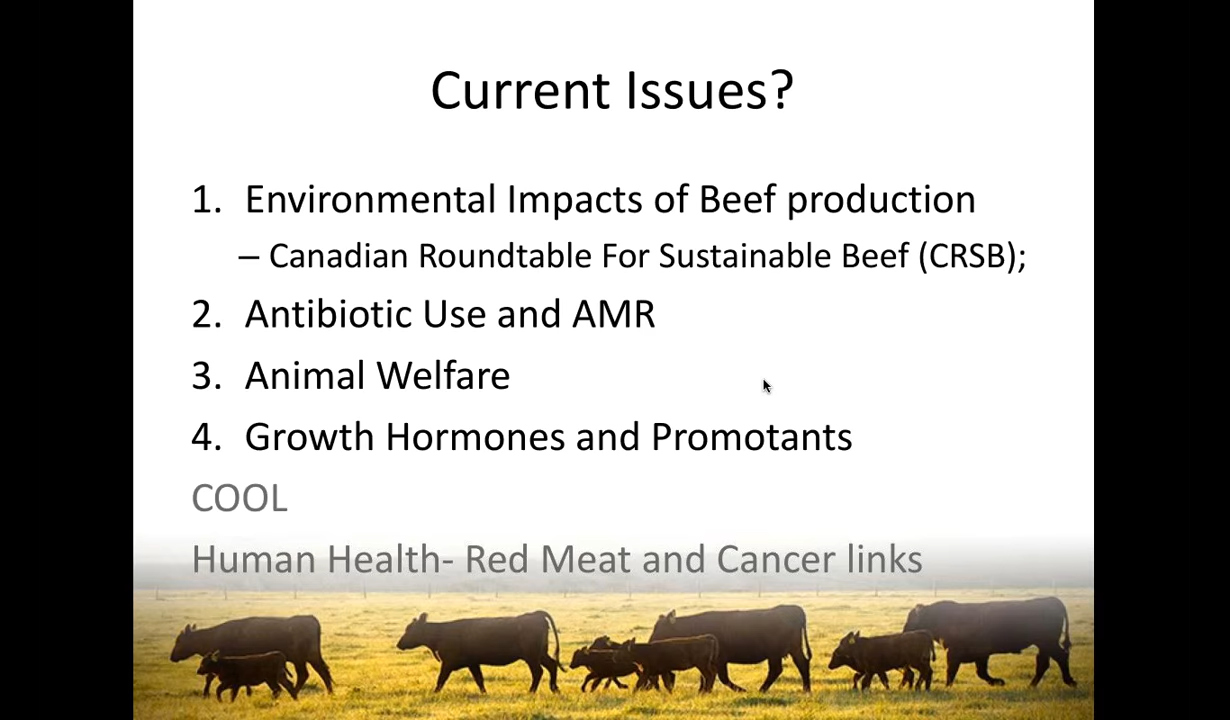 Current Issues?
1. Environmental Impacts of Beef production
– Canadian Roundtable For Sustainable Beef (CRSB);
2. Antibiotic Use and AMR
3. Animal Welfare
4. Growth Hormones and Promotants
COOL
Human Health- Red Meat and Cancer links